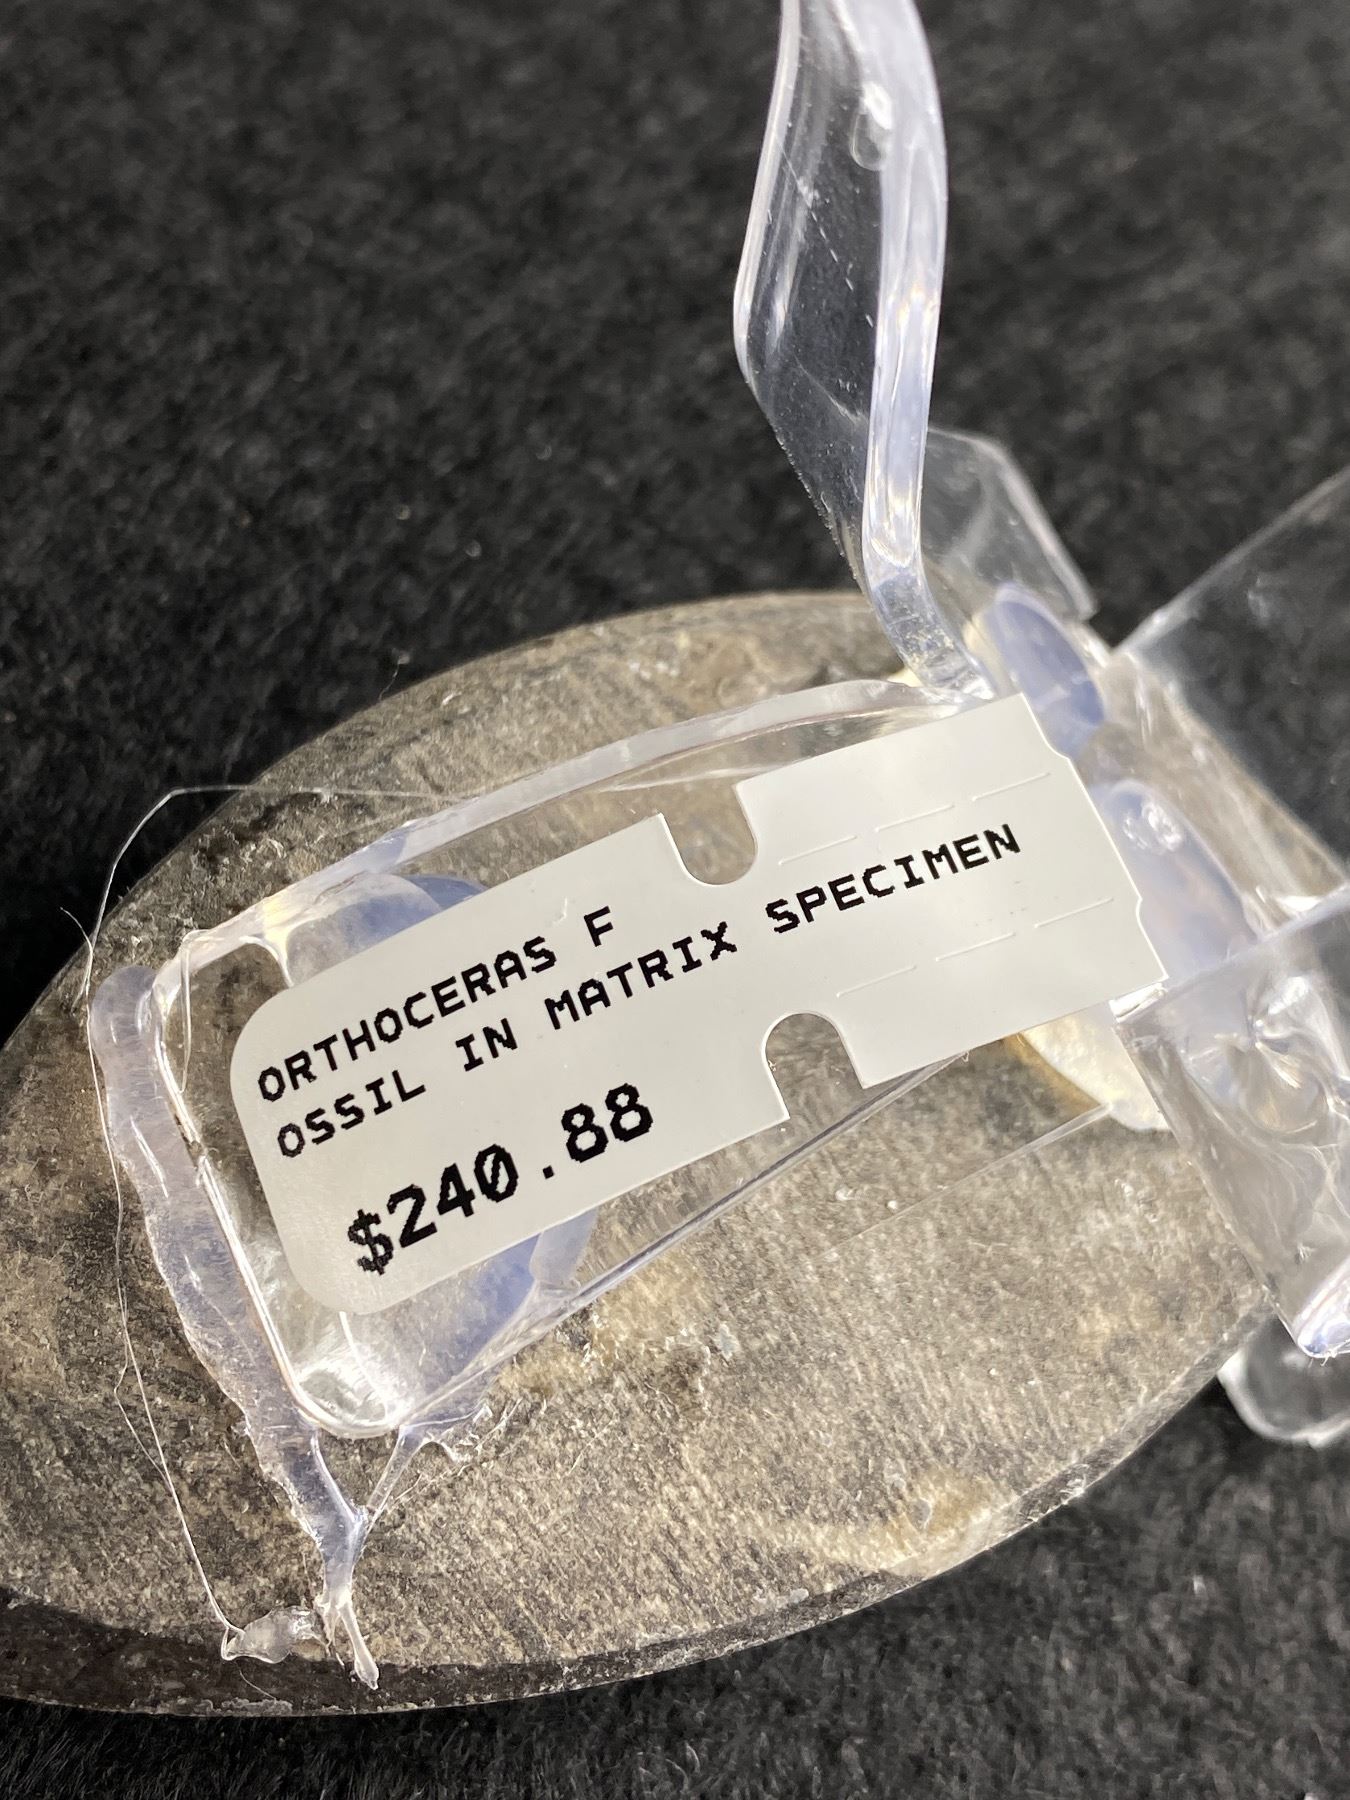 ORTHOCERAS F
OSSIL IN MATRIX SPECIMEN
$240.88